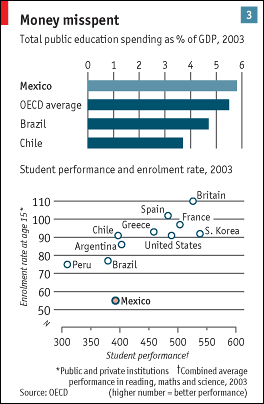 Money misspent
3
Total public education spending as % of GDP, 2003
0 1 2 3 4 5 6
Mexico
OECD average
Brazil
Chile
Student performance and enrolment rate, 2003
Enrolment rate at age 15*
110
100
90
80
70
60
50
Britain
Spain
France
Greece
Chile
S. Korea
Argentina
United States
Peru
Brazil
Mexico
300 350 400 450 500 550 600
Student performance†
*Public and private institutions †Combined average
performance in reading, maths and science, 2003
Source: OECD (higher number = better performance)